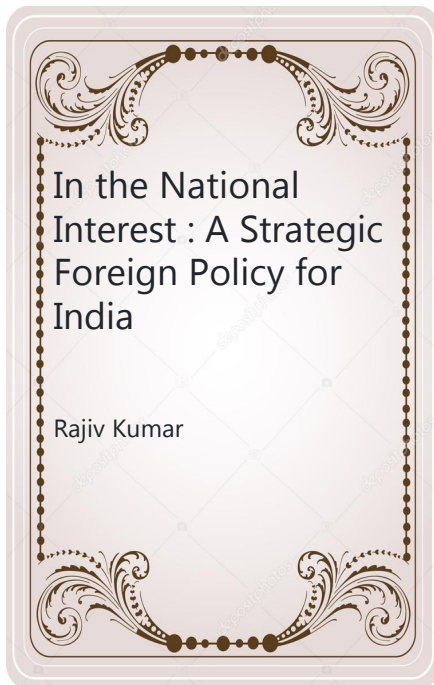 In the National
Interest : A Strategic
Foreign Policy for
India
Rajiv Kumar